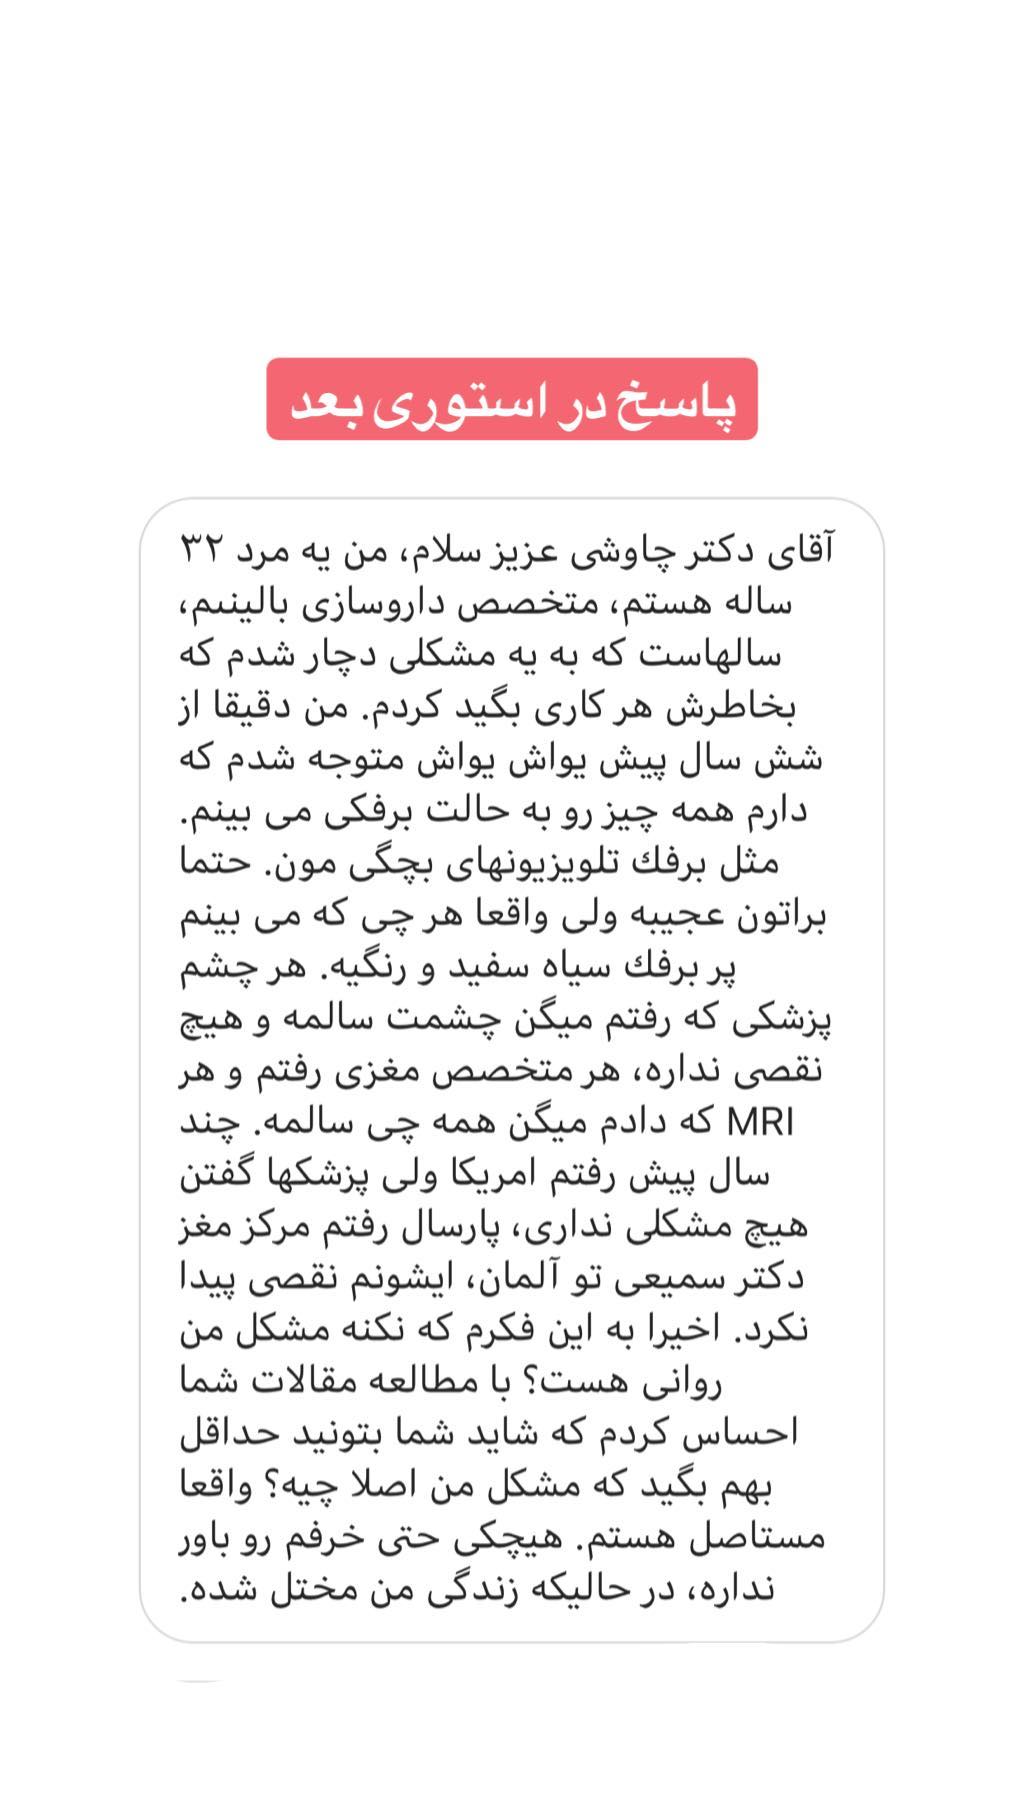 پاسخ در استوری بعد
آقای دکتر چاوشی عزیز سلام، من یه مرد ۳۲
ساله هستم، متخصص داروسازی بالینیم،
سالهاست که به یه مشکلی دچار شدم که
بخاطرش هر کاری بگید کردم. من دقیقا از
شش سال پیش یواش یواش متوجه شدم که
دارم همه چیز رو به حالت برفکی می بینم.
مثل برفك تلویزیونهای بچگی مون. حتما
براتون عجیبه ولی واقعا هر چی که می بینم
پر برفك سیاه سفید و رنگیه. هر چشم
پزشکی که رفتم میگن چشمت سالمه و هیچ
نقصی نداره، هر متخصص مغزی رفتم و هر
MRI که دادم میگن همه چی سالمه. چند
سال پیش رفتم امریکا ولی پزشکها گفتن
هیچ مشکلی نداری، پارسال رفتم مرکز مغز
دکتر سمیعی تو آلمان، ایشونم نقصی پیدا
نکرد. اخیرا به این فکرم که نکنه مشکل من
روانی هست؟ با مطالعه مقالات شما
احساس کردم که شاید شما بتونید حداقل
بهم بگید که مشکل من اصلا چیه؟ واقعا
مستاصل هستم. هیچکی حتی خرفم رو باور
نداره، در حالیکه زندگی من مختل شده.